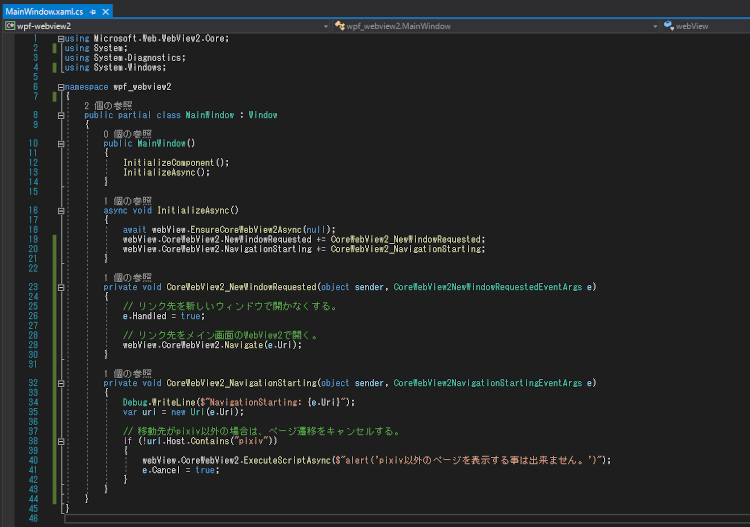 MainWindow.xaml.cs
wpf-webview2 wpf_webview2.MainWindow webView
1 using Microsoft.Web.WebView2.Core;
2 using System;
3 using System.Diagnostics;
4 using System.Windows;
5
6 namespace wpf_webview2
7 {
2 個の参照
8 public partial class MainWindow : Window
9 {
0 個の参照
10 public MainWindow()
11 {
12 InitializeComponent();
13 InitializeAsync();
14 }
15
1 個の参照
16 async void InitializeAsync()
17 {
18 await webView.EnsureCoreWebView2Async(null);
19 webView.CoreWebView2.NewWindowRequested += CoreWebView2_NewWindowRequested;
20 webView.CoreWebView2.NavigationStarting += CoreWebView2_NavigationStarting;
21 }
22
1 個の参照
23 private void CoreWebView2_NewWindowRequested(object sender, CoreWebView2NewWindowRequestedEventArgs e)
24 {
25 // リンク先を新しいウィンドウで開かなくする。
26 e.Handled = true;
27
28 // リンク先をメイン画面のWebView2で開く。
29 webView.CoreWebView2.Navigate(e.Uri);
30 }
31
1 個の参照
32 private void CoreWebView2_NavigationStarting(object sender, CoreWebView2NavigationStartingEventArgs e)
33 {
34 Debug.WriteLine($"NavigationStarting: {e.Uri}");
35 var uri = new Uri(e.Uri);
36
37 // 移動先がpixiv以外の場合は、ページ遷移をキャンセルする。
38 if (!uri.Host.Contains("pixiv"))
39 {
40 webView.CoreWebView2.ExecuteScriptAsync($"alert('pixiv以外のページを表示する事は出来ません。')");
41 e.Cancel = true;
42 }
43 }
44 }
45 }
46